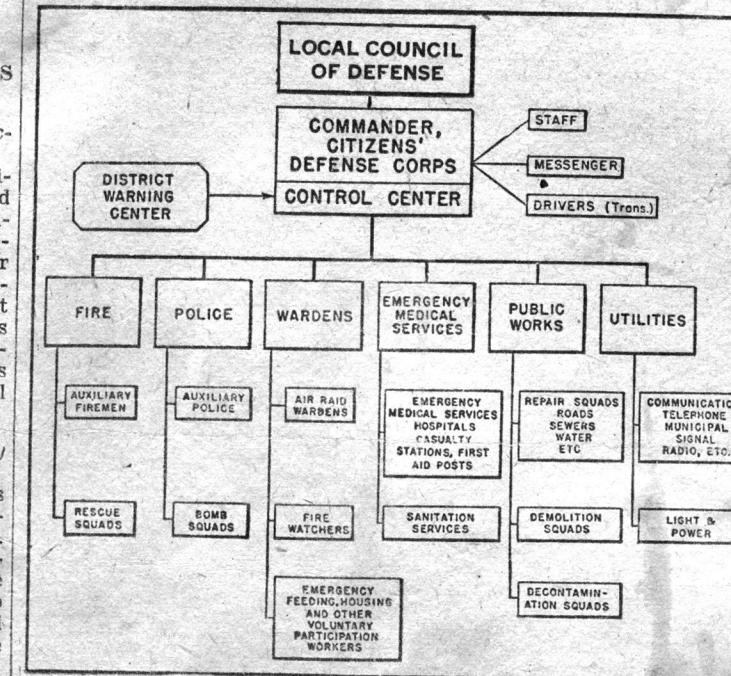 LOCAL COUNCIL
OF DEFENSE
COMMANDER,
CITIZENS'
DEFENSE CORPS
CONTROL CENTER
STAFF
MESSENGER
DRIVERS (Trans.)
DISTRICT
WARNING
CENTER
FIRE
POLICE
WARDENS
EMERGENCY
MEDICAL
SERVICES
PUBLIC
WORKS
UTILITIES
AUXILIARY
FIREMEN
AUXILIARY
POLICE
AIR RAID
WARDENS
EMERGENCY
MEDICAL SERVICES
HOSPITALS
CASUALTY
STATIONS, FIRST
AID POSTS
REPAIR SQUADS
ROADS
SEWERS
WATER
ETC
COMMUNICATIO
TELEPHONE
MUNICIPAL
SIGNAL
RADIO, ETC.
RESCUE
SQUADS
BOMB
SQUADS
FIRE
WATCHERS
SANITATION
SERVICES
DEMOLITION
SQUADS
LIGHT &
POWER
EMERGENCY
FEEDING, HOUSING
AND OTHER
VOLUNTARY
PARTICIPATION
WORKERS
DECONTAMIN-
ATION SQUADS